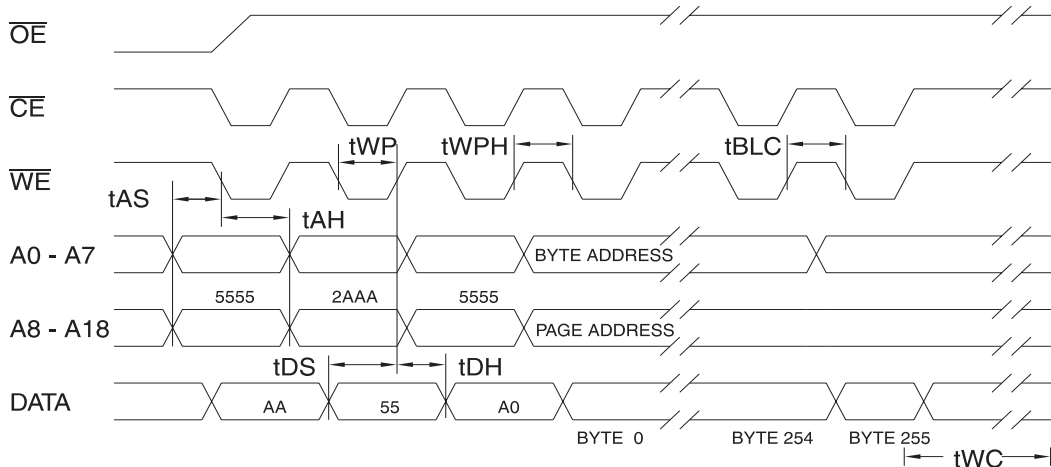 OE
CE
tWP tWPH tBLC
WE
tAS
tAH
A0 - A7 BYTE ADDRESS
5555 2AAA 5555
A8 - A18 PAGE ADDRESS
tDS tDH
DATA AA 55 A0
BYTE 0 BYTE 254 BYTE 255
tWC